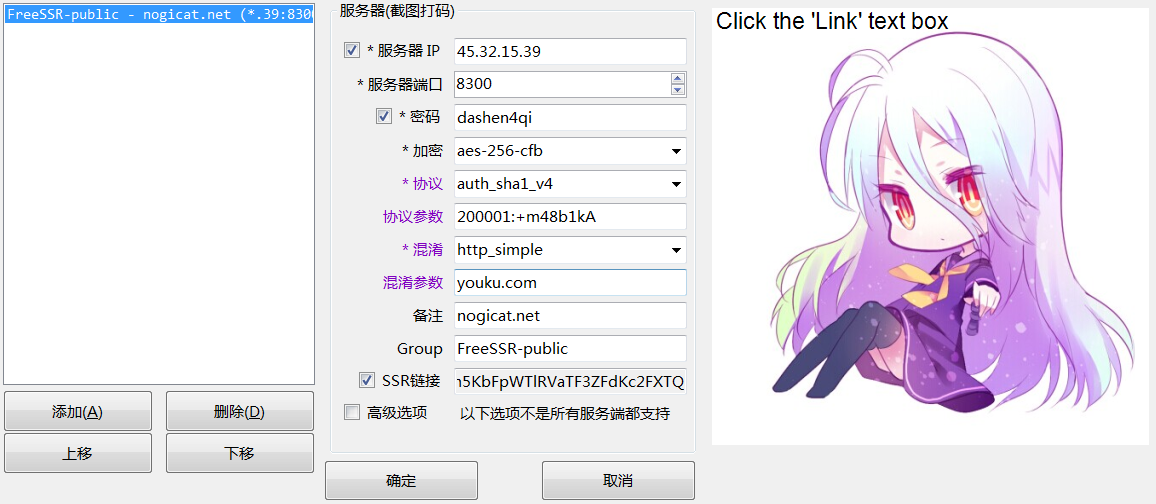 FreeSSR-public - nogicat.net (*.39:8300
添加(A)
删除(D)
上移
下移
服务器(截图打码)
* 服务器 IP 45.32.15.39
* 服务器端口 8300
* 密码 dashen4qi
* 加密 aes-256-cfb
* 协议 auth_sha1_v4
协议参数 200001:+m48b1kA
* 混淆 http_simple
混淆参数 youku.com
备注 nogicat.net
Group FreeSSR-public
SSR链接 n5KbFpWTlRVaTF3ZFdKc2FXTQ
高级选项 以下选项不是所有服务端都支持
确定
取消
Click the 'Link' text box